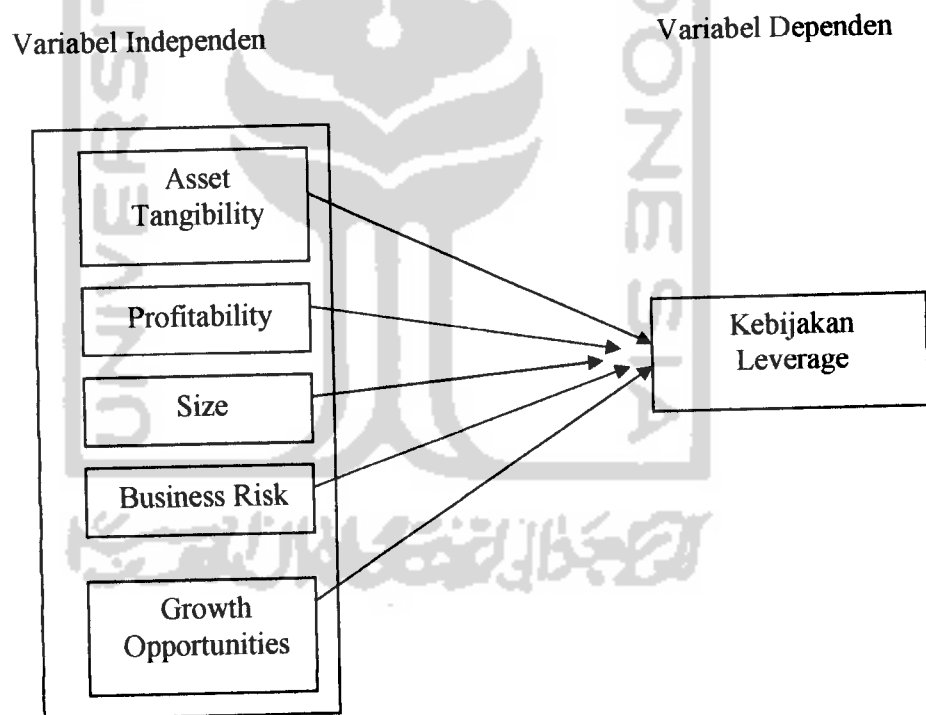 Variabel Independen
Variabel Dependen
Asset
Tangibility
Profitability
Size
Business Risk
Growth
Opportunities
Kebijakan
Leverage